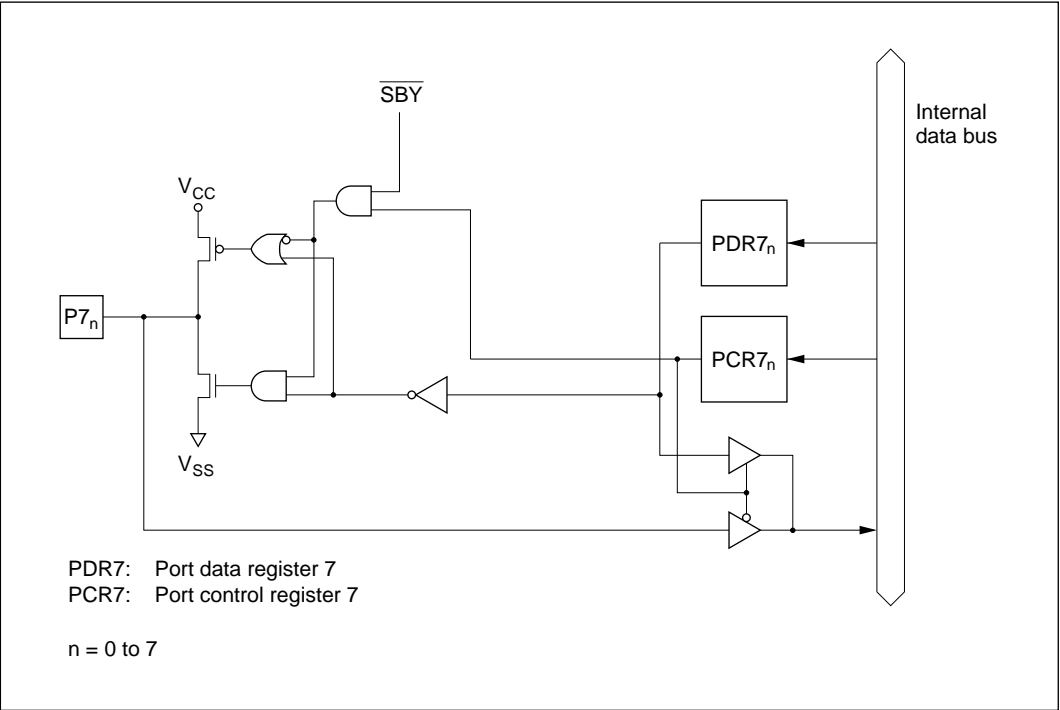 S̅B̅Y̅
Internal
data bus
VCC
PDR7n
P7n
PCR7n
VSS
PDR7: Port data register 7
PCR7: Port control register 7
n = 0 to 7